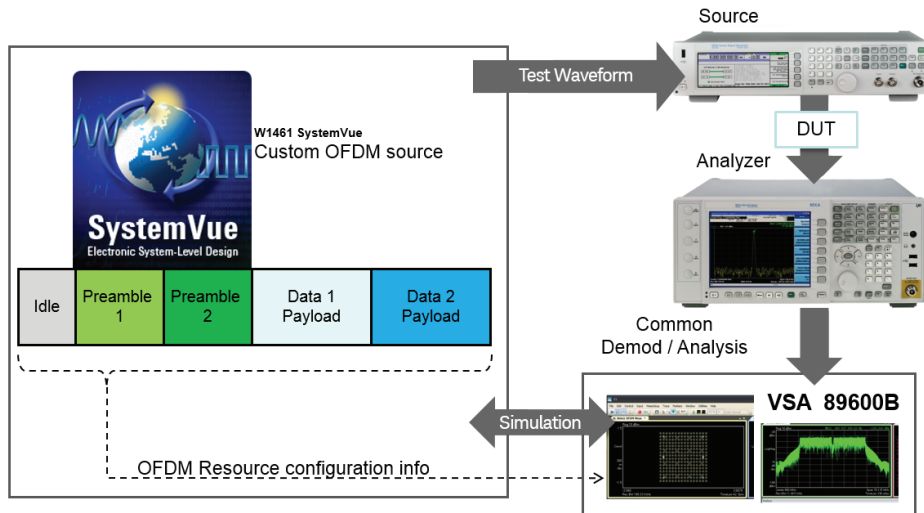 Source
Test Waveform
W1461 SystemVue
Custom OFDM source
DUT
Analyzer
MXA
SystemVue
Electronic System-Level Design
Idle
Preamble
1
Preamble
2
Data 1
Payload
Data 2
Payload
Common
Demod / Analysis
VSA 89600B
Simulation
OFDM Resource configuration info